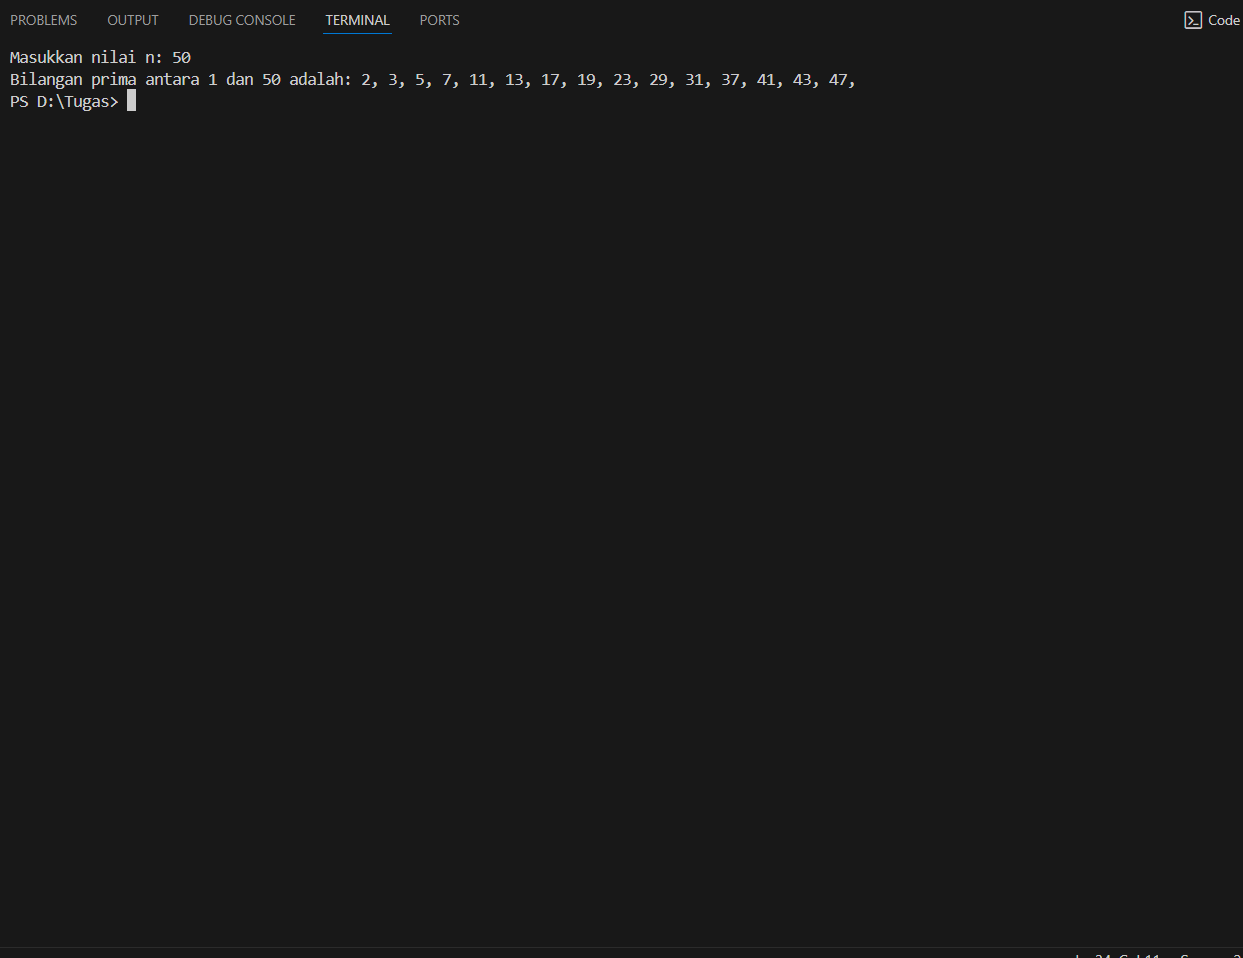 PROBLEMS OUTPUT DEBUG CONSOLE TERMINAL PORTS Code
Masukkan nilai n: 50
Bilangan prima antara 1 dan 50 adalah: 2, 3, 5, 7, 11, 13, 17, 19, 23, 29, 31, 37, 41, 43, 47,
PS D:\Tugas>